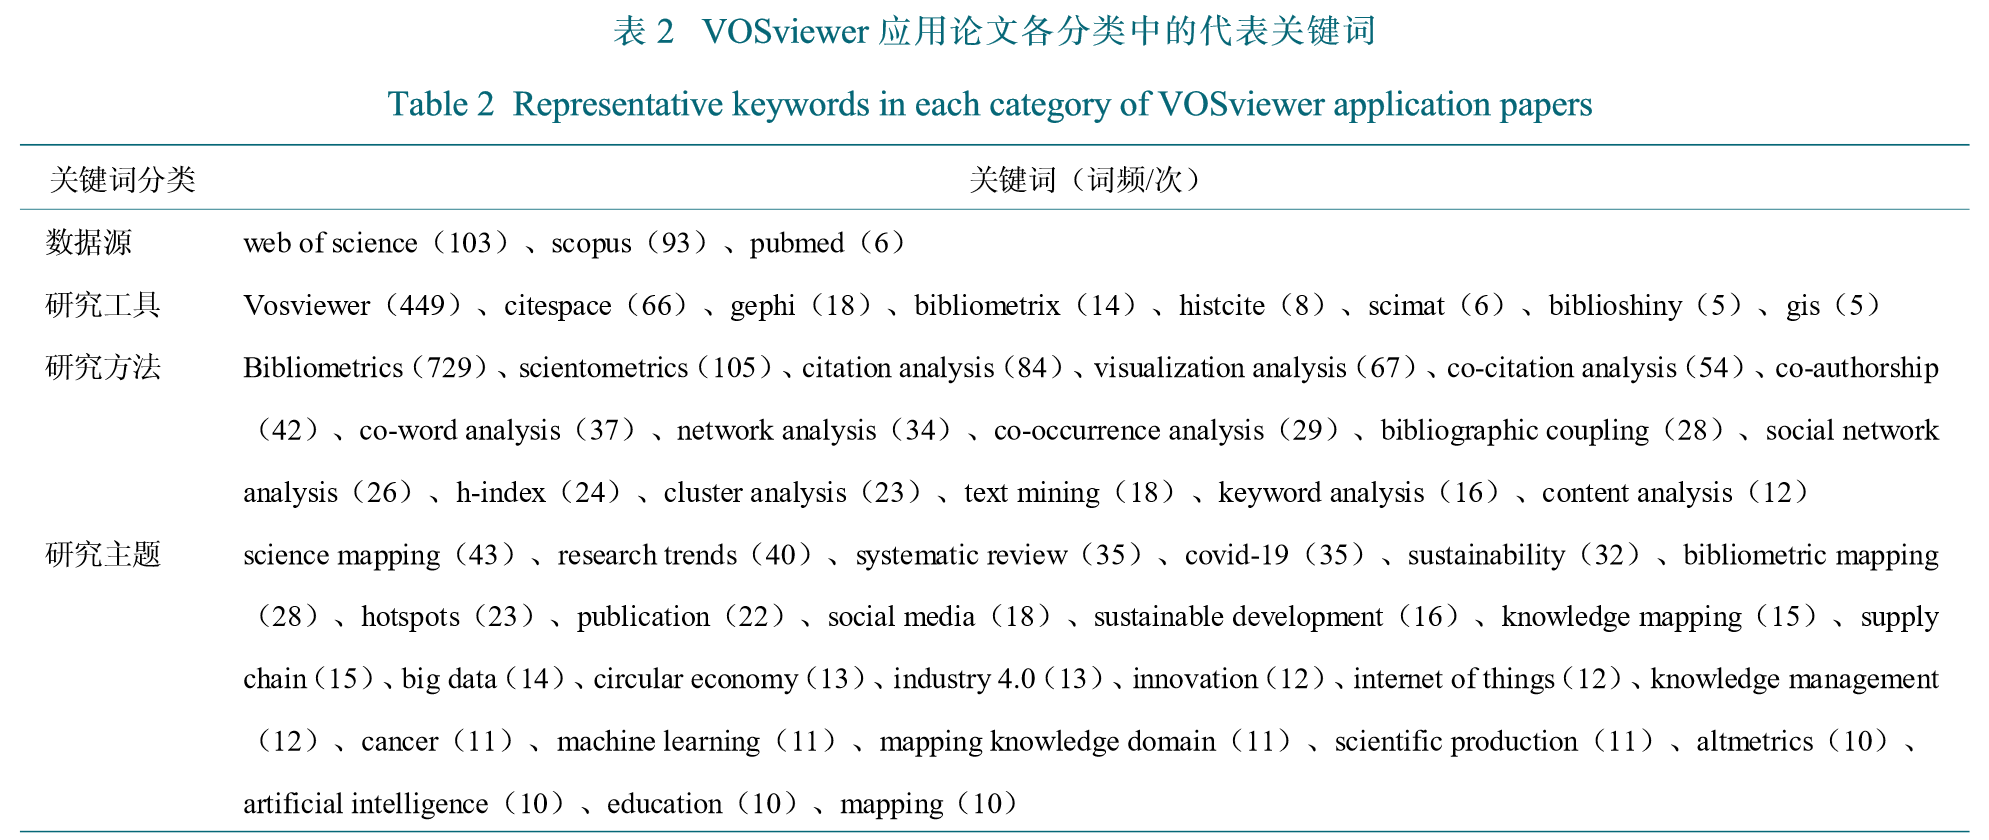 表 2 VOSviewer 应用论文各分类中的代表关键词
Table 2 Representative keywords in each category of VOSviewer application papers
关键词分类 关键词（词频/次）
数据源 web of science（103）、scopus（93）、pubmed（6）
研究工具 Vosviewer（449）、citespace（66）、gephi（18）、bibliometrix（14）、histcite（8）、scimat（6）、biblioshiny（5）、gis（5）
研究方法 Bibliometrics（729）、scientometrics（105）、citation analysis（84）、visualization analysis（67）、co-citation analysis（54）、co-authorship
（42）、co-word analysis（37）、network analysis（34）、co-occurrence analysis（29）、bibliographic coupling（28）、social network
analysis（26）、h-index（24）、cluster analysis（23）、text mining（18）、keyword analysis（16）、content analysis（12）
研究主题 science mapping（43）、research trends（40）、systematic review（35）、covid-19（35）、sustainability（32）、bibliometric mapping
（28）、hotspots（23）、publication（22）、social media（18）、sustainable development（16）、knowledge mapping（15）、supply
chain（15）、big data（14）、circular economy（13）、industry 4.0（13）、innovation（12）、internet of things（12）、knowledge management
（12）、cancer（11）、machine learning（11）、mapping knowledge domain（11）、scientific production（11）、altmetrics（10）、
artificial intelligence（10）、education（10）、mapping（10）